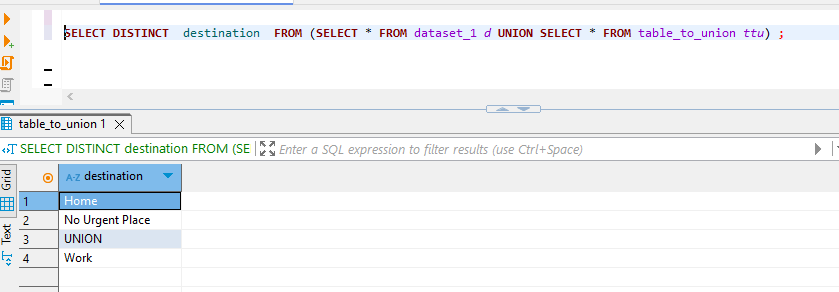 SELECT DISTINCT destination FROM (SELECT * FROM dataset_1 d UNION SELECT * FROM table_to_union ttu) ;
table_to_union 1
SELECT DISTINCT destination FROM (SE
Enter a SQL expression to filter results (use Ctrl+Space)
Grid
Text
A-Z destination
1 Home
2 No Urgent Place
3 UNION
4 Work